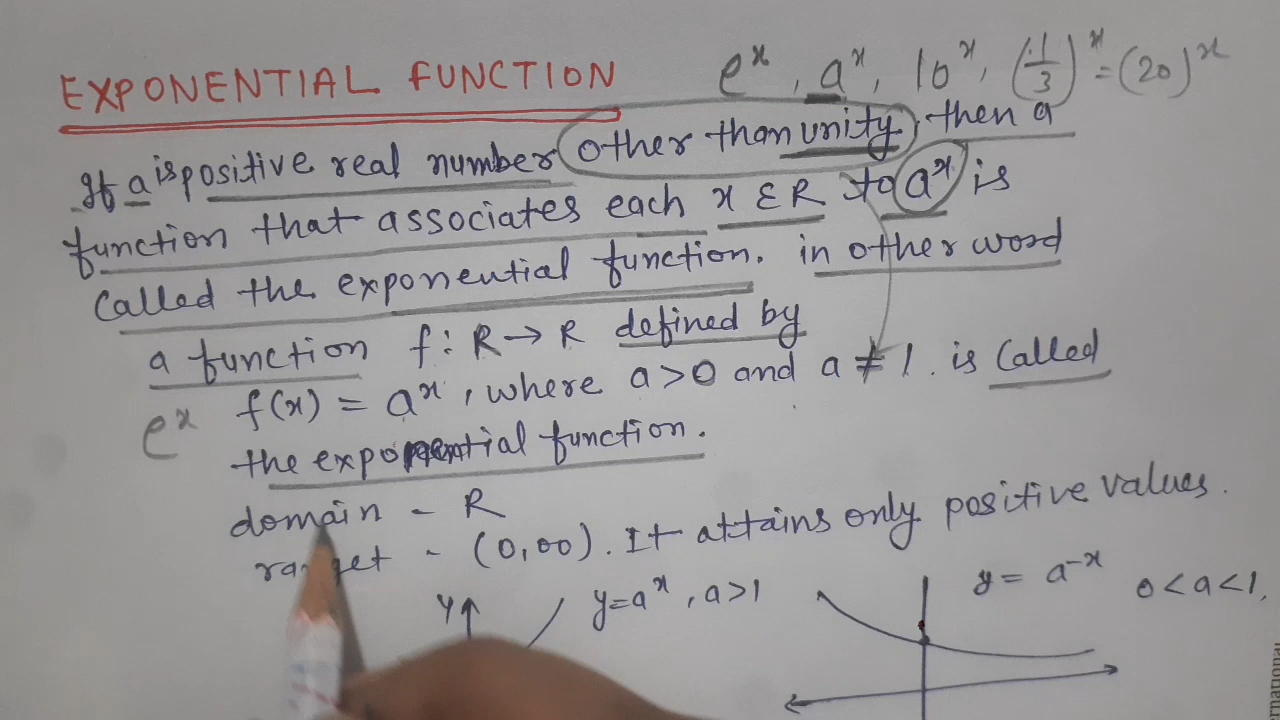 EXPONENTIAL FUNCTION
e^x, a^x, 10^x, (1/3)^x = (20)^x
If a is positive real number other than unity, then a
function that associates each x ε R to a^x is
called the exponential function. in other word
a function f: R → R defined by
f(x) = a^x, where a>0 and a ≠ 1. is called
e^x
the exponential function.
domain - R
- (0,∞). It attains only positive values.
Y
y=a^x, a>1
y= a^-x 0<a<1,